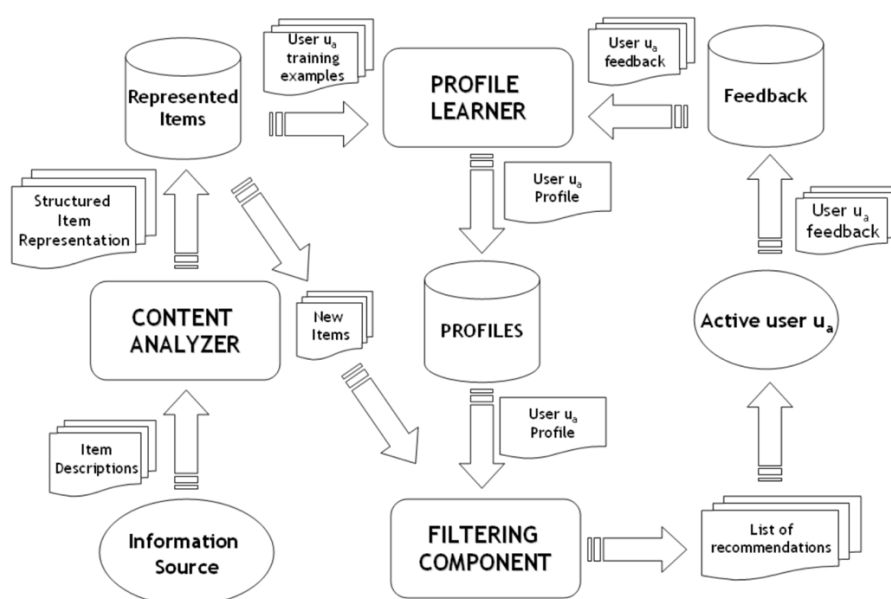 User uₐ
training
examples
User uₐ
feedback
Represented
Items
PROFILE
LEARNER
Feedback
Structured
Item
Representation
User uₐ
Profile
User uₐ
feedback
CONTENT
ANALYZER
New
Items
PROFILES
Active user uₐ
Item
Descriptions
User uₐ
Profile
Information
Source
FILTERING
COMPONENT
List of
recommendations